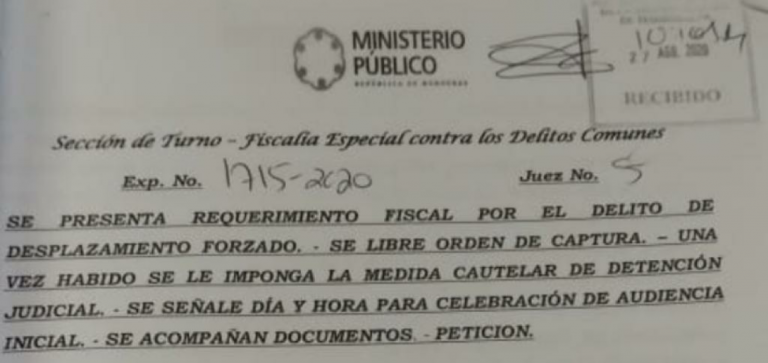 MINISTERIO
PÚBLICO
REPÚBLICA DE HONDURAS
27 AGO. 2020
RECIBIDO
Sección de Turno – Fiscalía Especial contra los Delitos Comunes
Exp. No. 1715-2020 Juez No. 5
SE PRESENTA REQUERIMIENTO FISCAL POR EL DELITO DE
DESPLAZAMIENTO FORZADO. - SE LIBRE ORDEN DE CAPTURA. – UNA
VEZ HABIDO SE LE IMPONGA LA MEDIDA CAUTELAR DE DETENCIÓN
JUDICIAL. - SE SEÑALE DÍA Y HORA PARA CELEBRACIÓN DE AUDIENCIA
INICIAL. - SE ACOMPAÑAN DOCUMENTOS. - PETICION.